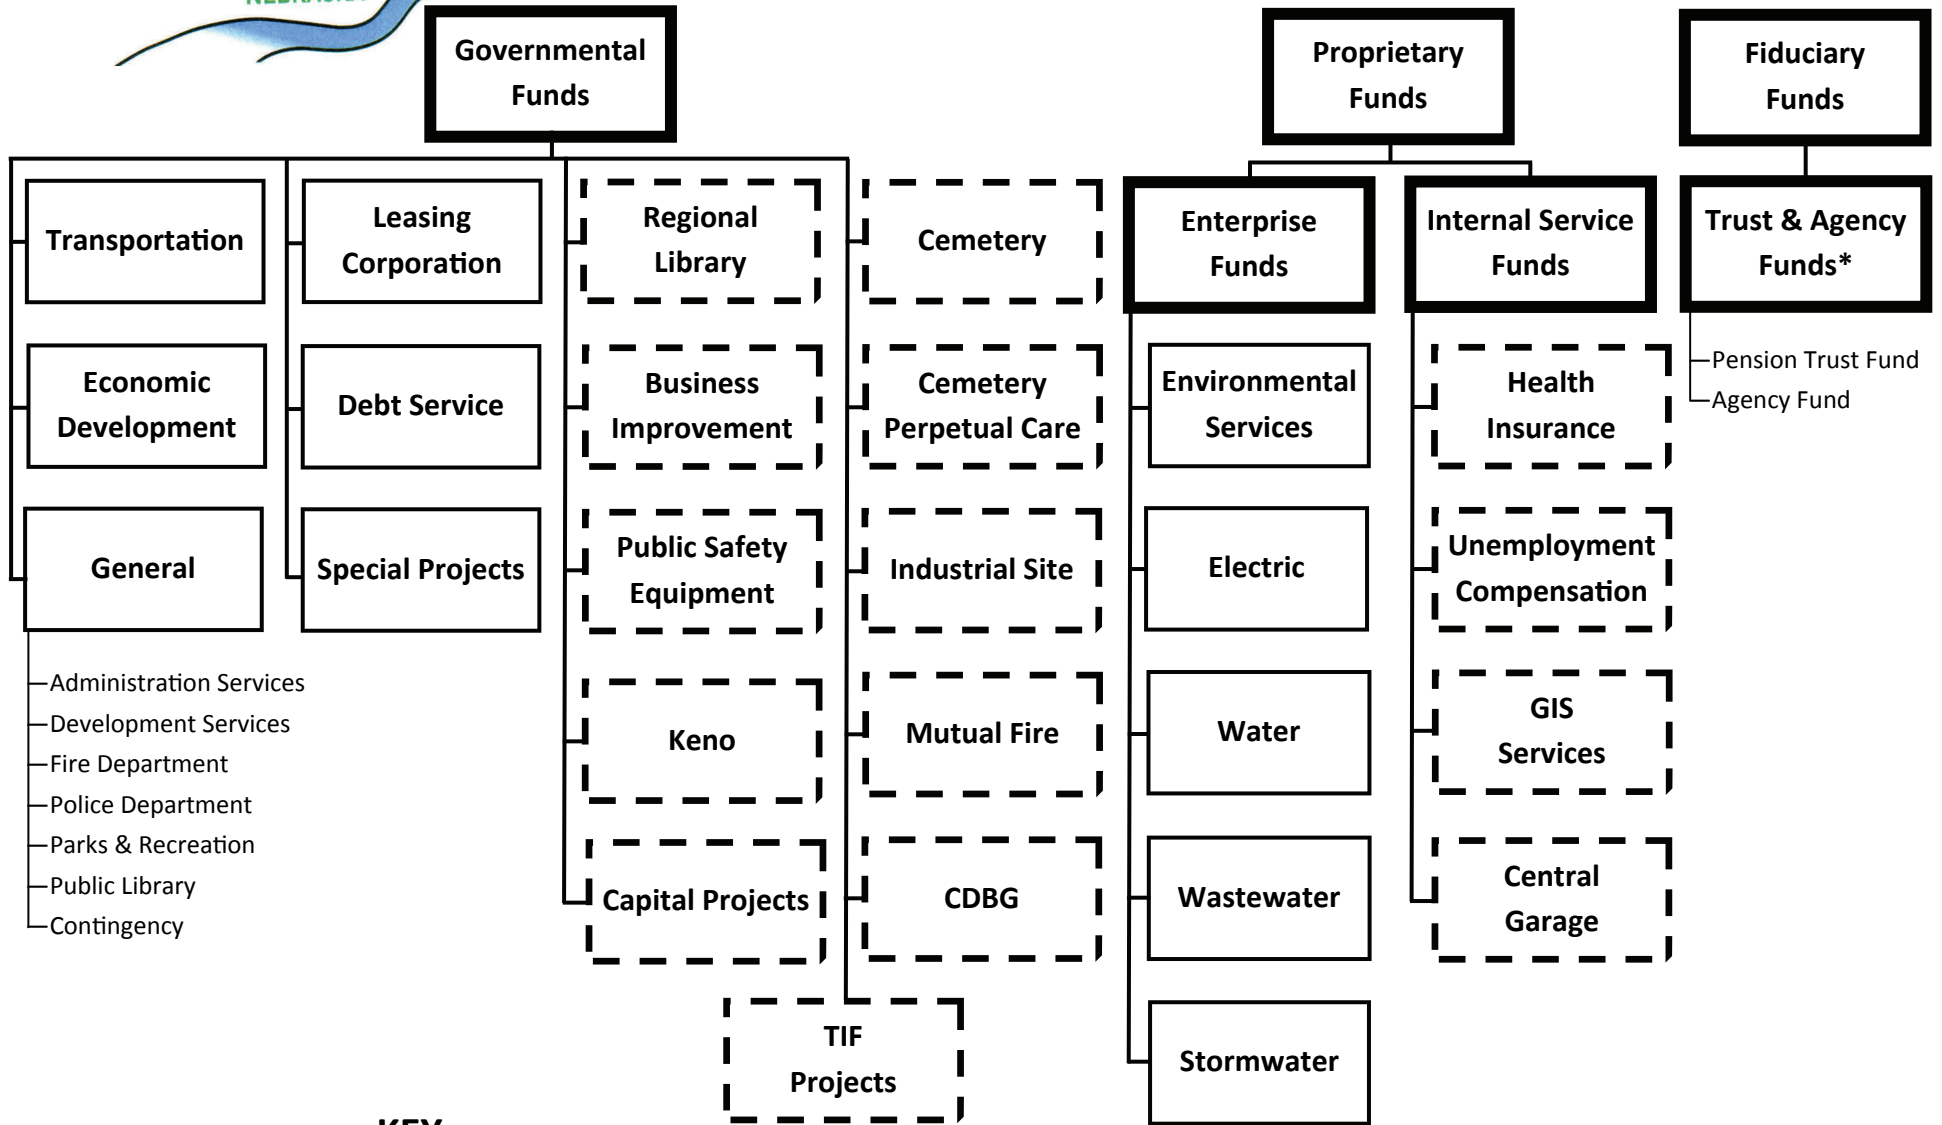 Governmental
Funds
Proprietary
Funds
Fiduciary
Funds
Transportation
Economic
Development
General
Administration Services
Development Services
Fire Department
Police Department
Parks & Recreation
Public Library
Contingency
Leasing
Corporation
Debt Service
Special Projects
Regional
Library
Business
Improvement
Public Safety
Equipment
Keno
Capital Projects
Cemetery
Cemetery
Perpetual Care
Industrial Site
Mutual Fire
CDBG
TIF
Projects
Enterprise
Funds
Environmental
Services
Electric
Water
Wastewater
Stormwater
Internal Service
Funds
Health
Insurance
Unemployment
Compensation
GIS
Services
Central
Garage
Trust & Agency
Funds*
Pension Trust Fund
Agency Fund
KEY